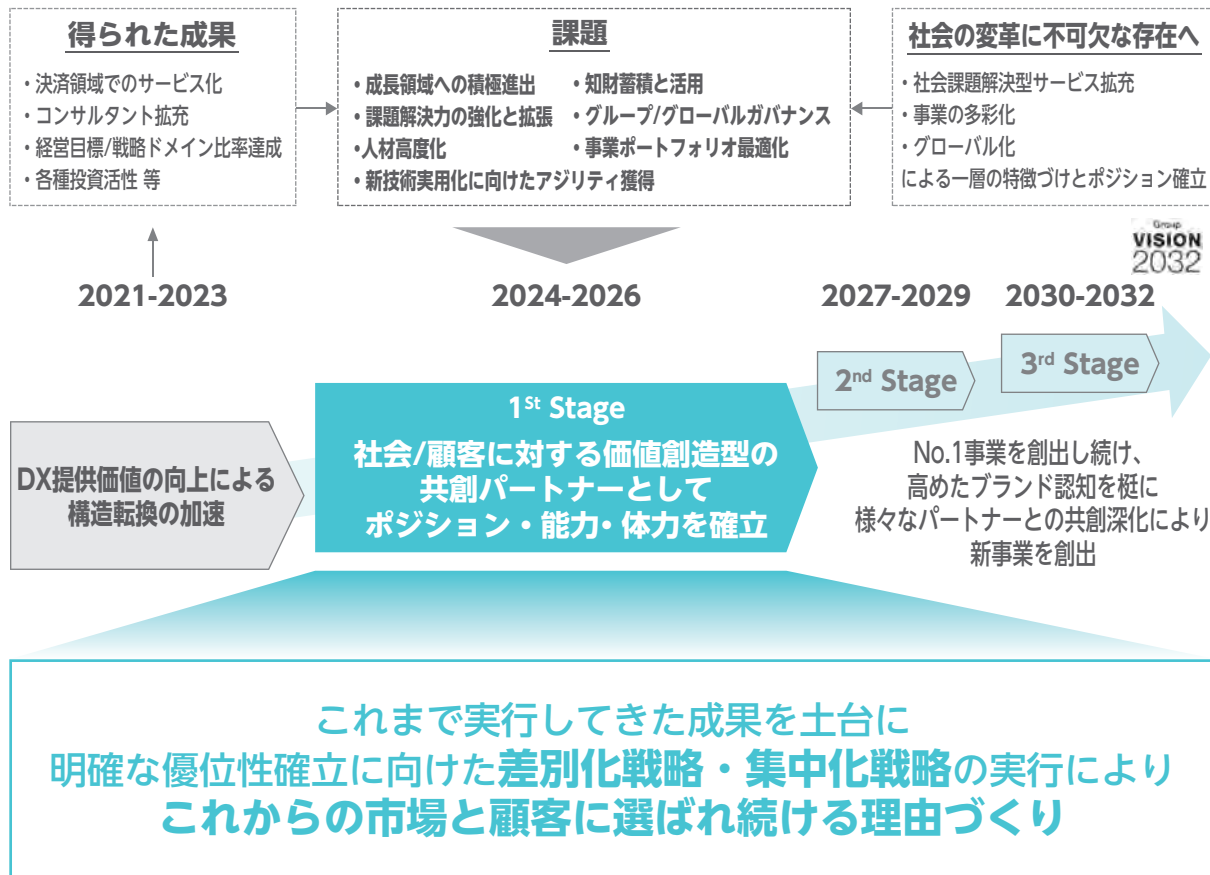 得られた成果
・決済領域でのサービス化
・コンサルタント拡充
・経営目標/戦略ドメイン比率達成
・各種投資活性 等
課題
・成長領域への積極進出
・課題解決力の強化と拡張
・人材高度化
・知財蓄積と活用
・グループ/グローバルガバナンス
・事業ポートフォリオ最適化
・新技術実用化に向けたアジリティ獲得
社会の変革に不可欠な存在へ
・社会課題解決型サービス拡充
・事業の多彩化
・グローバル化
による一層の特徴づけとポジション確立
Group
VISION
2032
2021-2023
2024-2026
2027-2029
2030-2032
DX提供価値の向上による
構造転換の加速
1St Stage
社会/顧客に対する価値創造型の
共創パートナーとして
ポジション・能力・体力を確立
2nd Stage
3rd Stage
No.1事業を創出し続け、
高めたブランド認知を梃に
様々なパートナーとの共創深化により
新事業を創出
これまで実行してきた成果を土台に
明確な優位性確立に向けた差別化戦略・集中化戦略の実行により
これからの市場と顧客に選ばれ続ける理由づくり